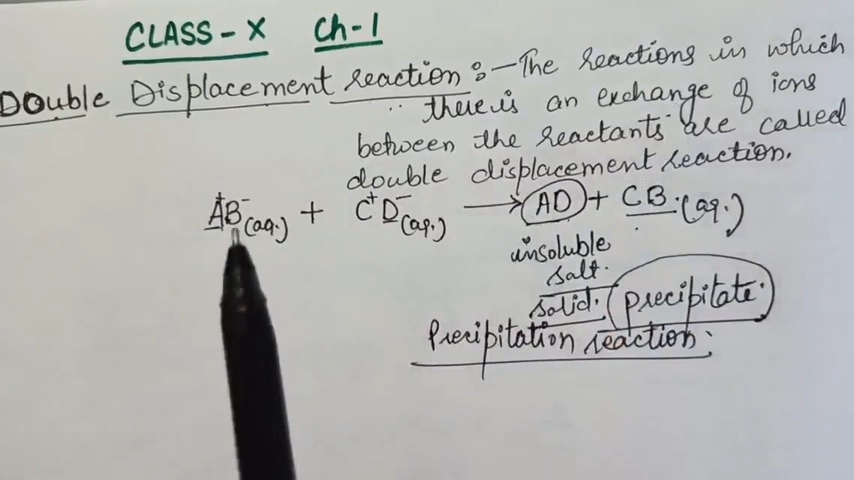 CLASS - X Ch-1
Double Displacement reaction :- The reactions in which
there is an exchange of ions
between the reactants are called
double displacement reaction.
A⁺B⁻(aq.) + C⁺D⁻(aq.) → AD + CB.(aq.)
insoluble
salt.
solid. precipitate.
Precipitation reaction.